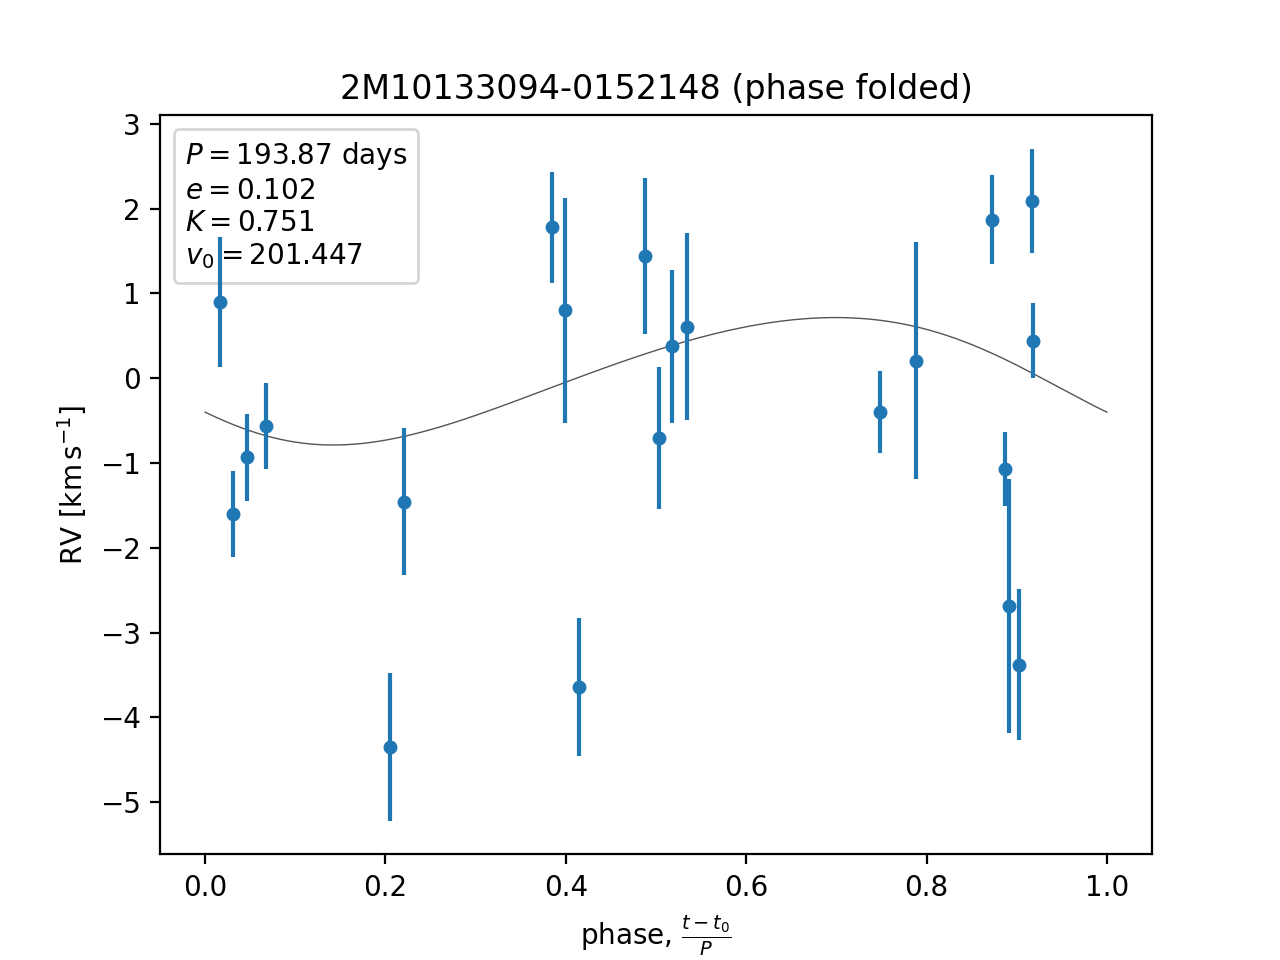 2M10133094-0152148 (phase folded)
P = 193.87 days
e = 0.102
K = 0.751
v₀ = 201.447
3
2
1
0
−1
−2
−3
−4
−5
RV [km s⁻¹]
0.0 0.2 0.4 0.6 0.8 1.0
phase, (t − t₀)/P